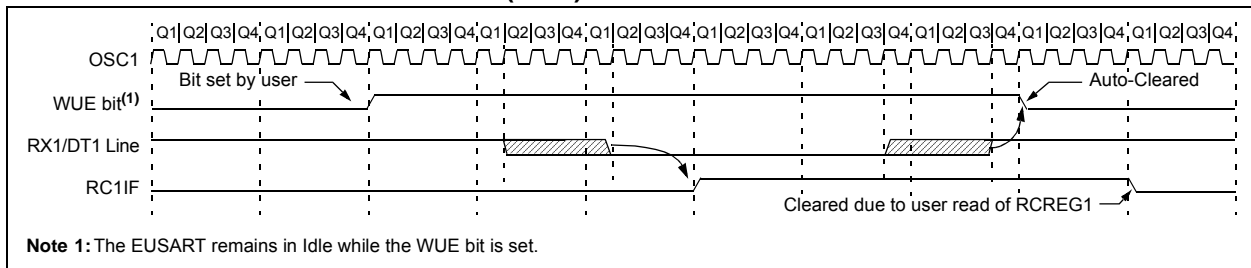 Q1 Q2 Q3 Q4 Q1 Q2 Q3 Q4 Q1 Q2 Q3 Q4 Q1 Q2 Q3 Q4 Q1 Q2 Q3 Q4 Q1 Q2 Q3 Q4 Q1 Q2 Q3 Q4 Q1 Q2 Q3 Q4 Q1 Q2 Q3 Q4 Q1 Q2 Q3 Q4
OSC1
Bit set by user
Auto-Cleared
WUE bit(1)
RX1/DT1 Line
RC1IF
Cleared due to user read of RCREG1
Note 1: The EUSART remains in Idle while the WUE bit is set.